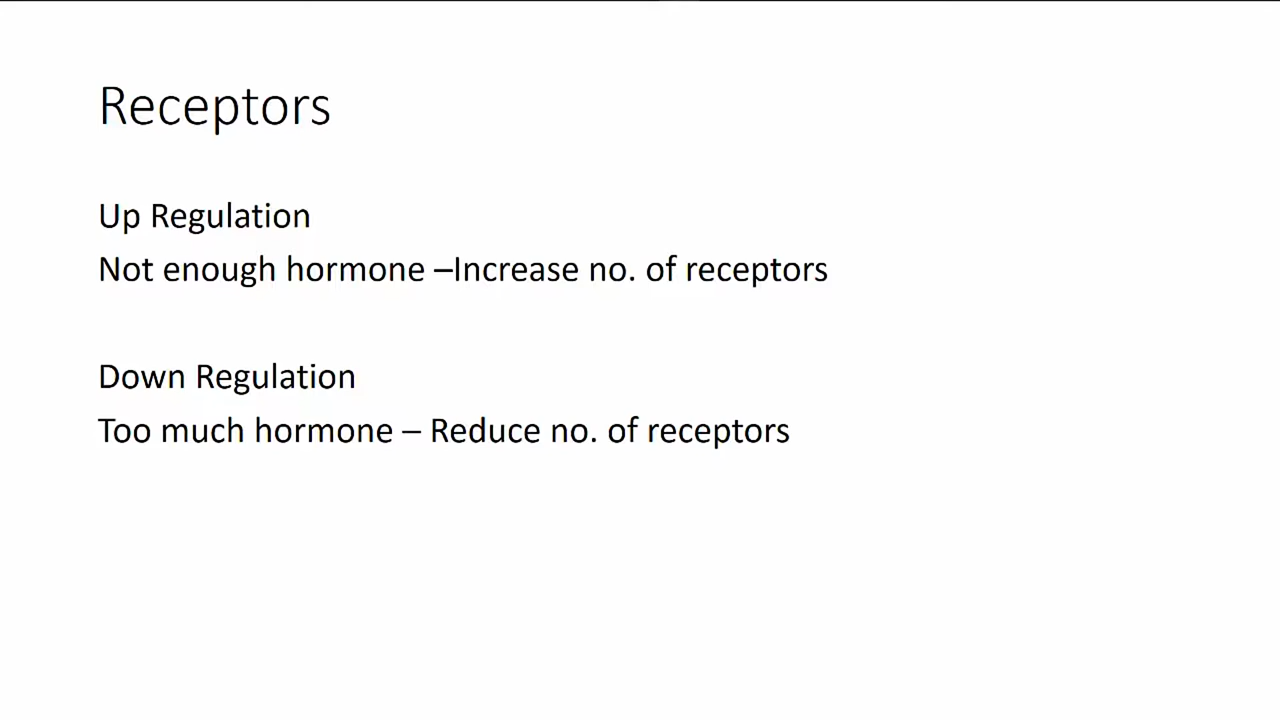 Receptors
Up Regulation
Not enough hormone –Increase no. of receptors
Down Regulation
Too much hormone – Reduce no. of receptors